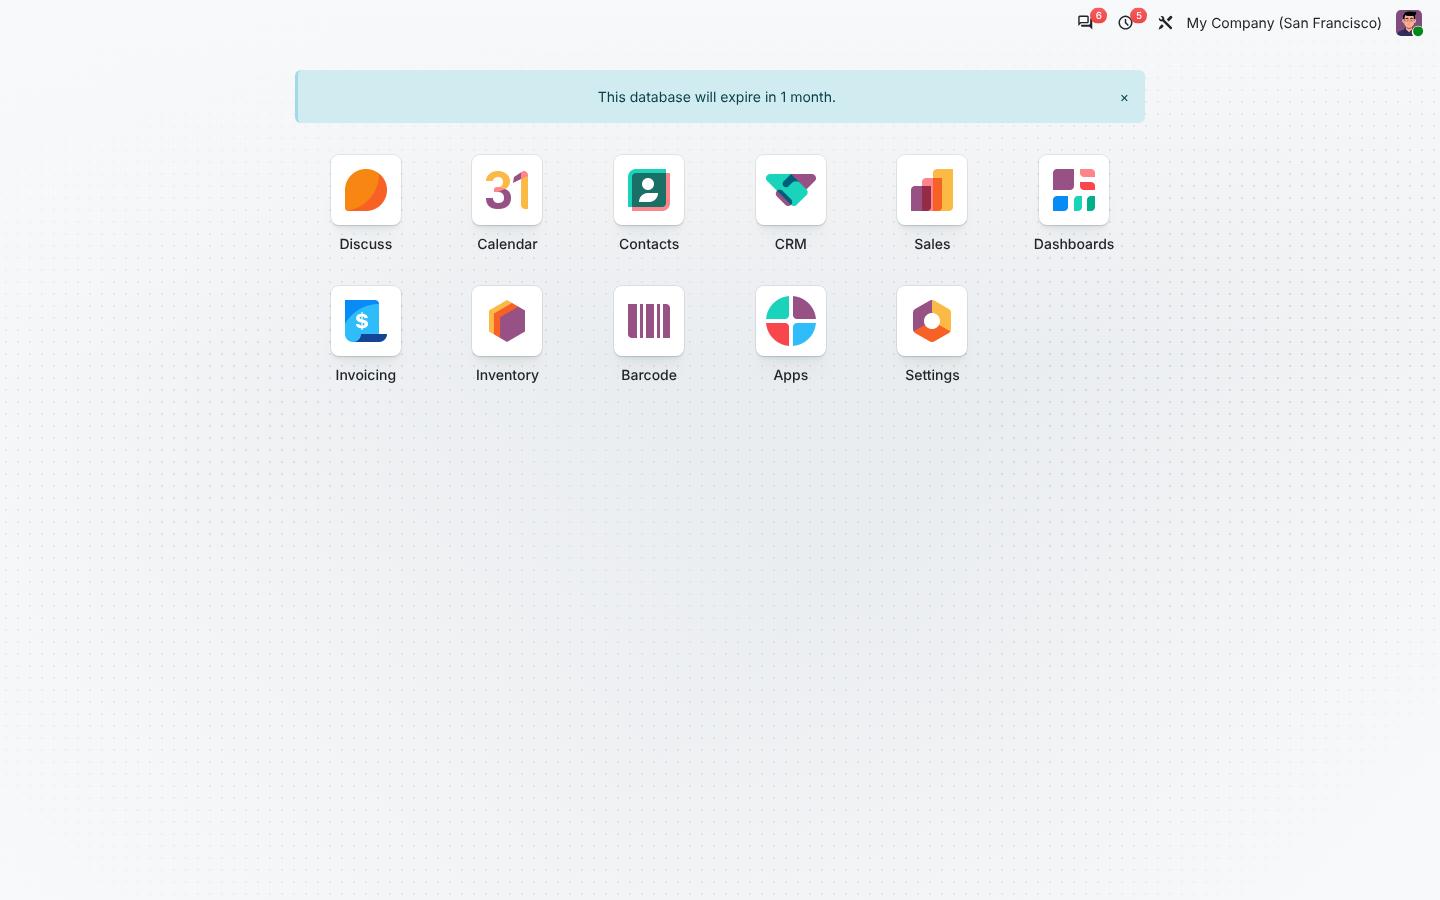 6
5
My Company (San Francisco)
This database will expire in 1 month.
×
31
Discuss
Calendar
Contacts
CRM
Sales
Dashboards
$
Invoicing
Inventory
Barcode
Apps
Settings